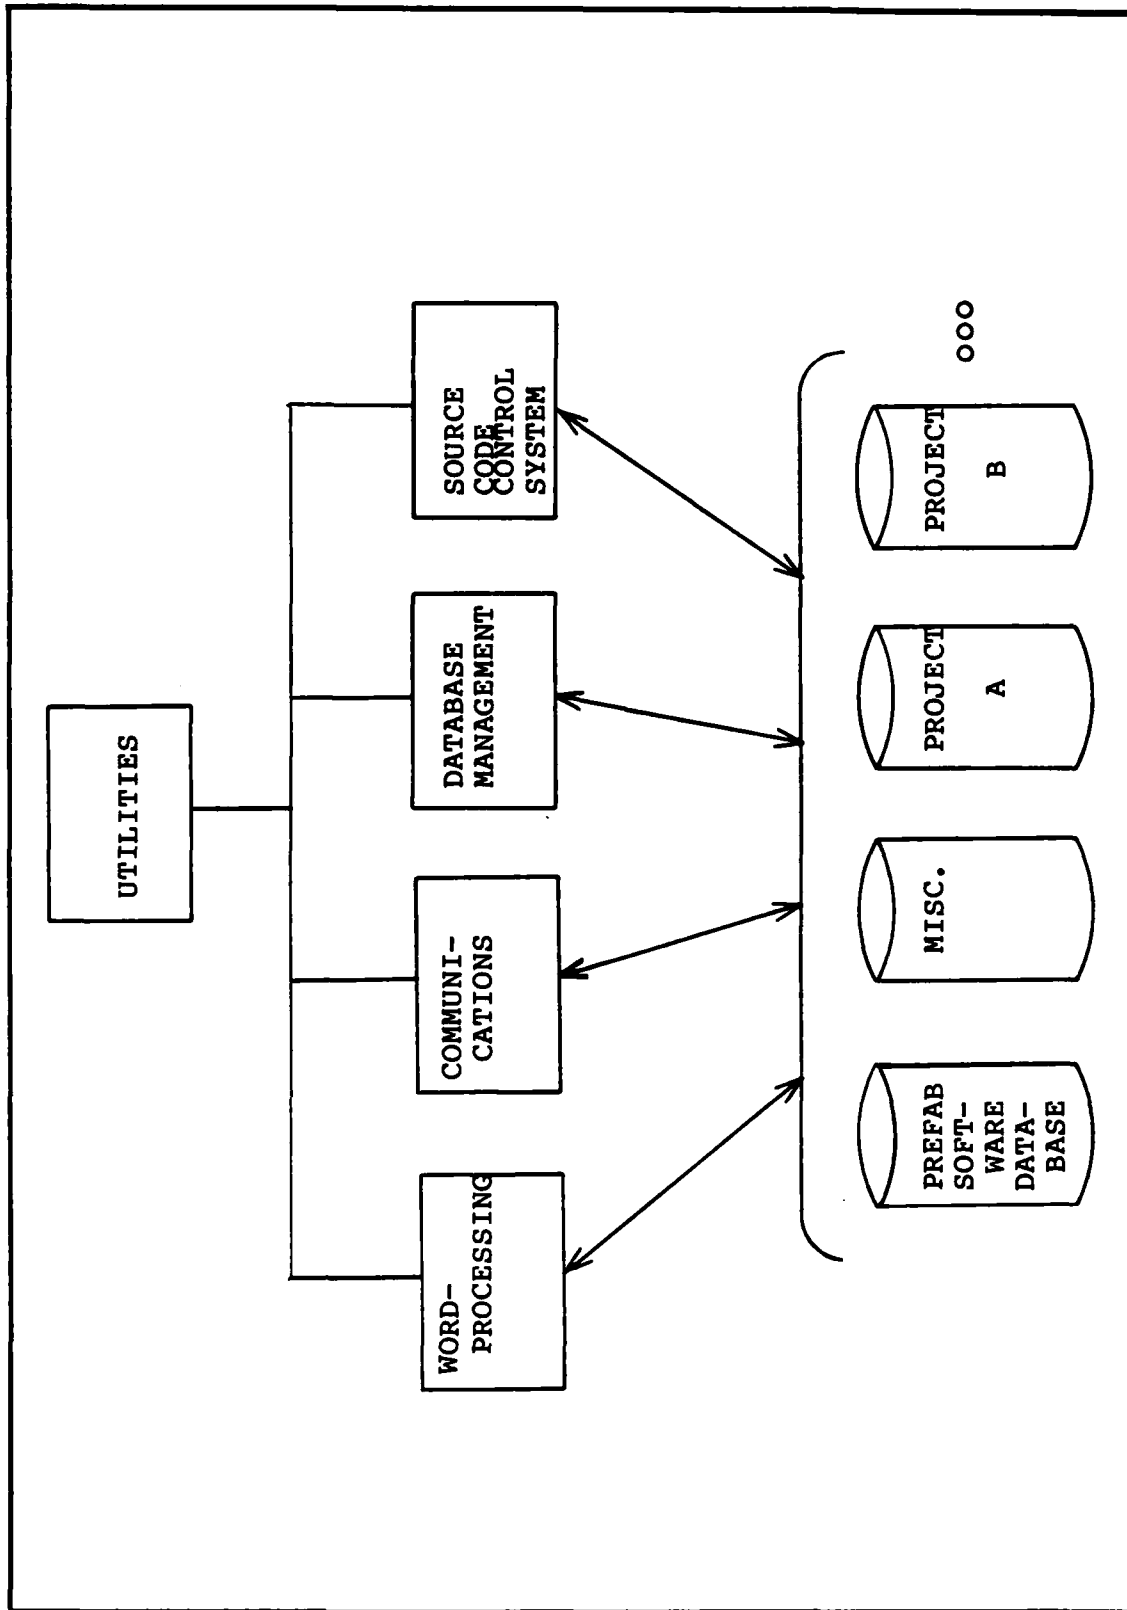 UTILITIES
WORD-
PROCESSING
COMMUNI-
CATIONS
DATABASE
MANAGEMENT
SOURCE
CODE
CONTROL
SYSTEM
PREFAB
SOFT-
WARE
DATA-
BASE
MISC.
PROJECT
A
PROJECT
B
ooo